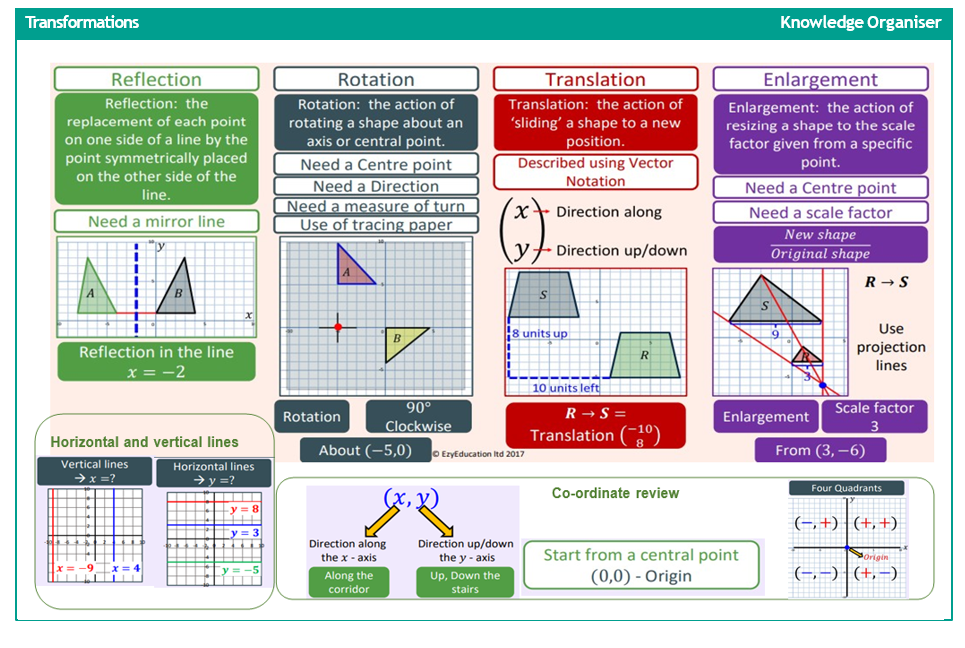 Transformations
Knowledge Organiser
Reflection
Reflection: the
replacement of each point
on one side of a line by the
point symmetrically placed
on the other side of the
line.
Need a mirror line
y
A
B
x
Reflection in the line
x = −2
Rotation
Rotation: the action of
rotating a shape about an
axis or central point.
Need a Centre point
Need a Direction
Need a measure of turn
Use of tracing paper
A
B
Rotation
90°
Clockwise
About (−5,0)
Translation
Translation: the action of
‘sliding’ a shape to a new
position.
Described using Vector
Notation
x Direction along
y Direction up/down
S
8 units up
R
10 units left
R → S =
Translation (−10 8)
© EzyEducation ltd 2017
Enlargement
Enlargement: the action of
resizing a shape to the scale
factor given from a specific
point.
Need a Centre point
Need a scale factor
New shape
Original shape
R → S
S
9
R
3
Use
projection
lines
Enlargement
Scale factor
3
From (3, −6)
Horizontal and vertical lines
Vertical lines
→ x =?
x = −9
x = 4
Horizontal lines
→ y =?
y = 8
y = 3
y = −5
(x, y)
Direction along
the x - axis
Along the
corridor
Direction up/down
the y - axis
Up, Down the
stairs
Co-ordinate review
Start from a central point
(0,0) - Origin
Four Quadrants
y
(−, +) (+, +)
x
Origin
(−, −) (+, −)